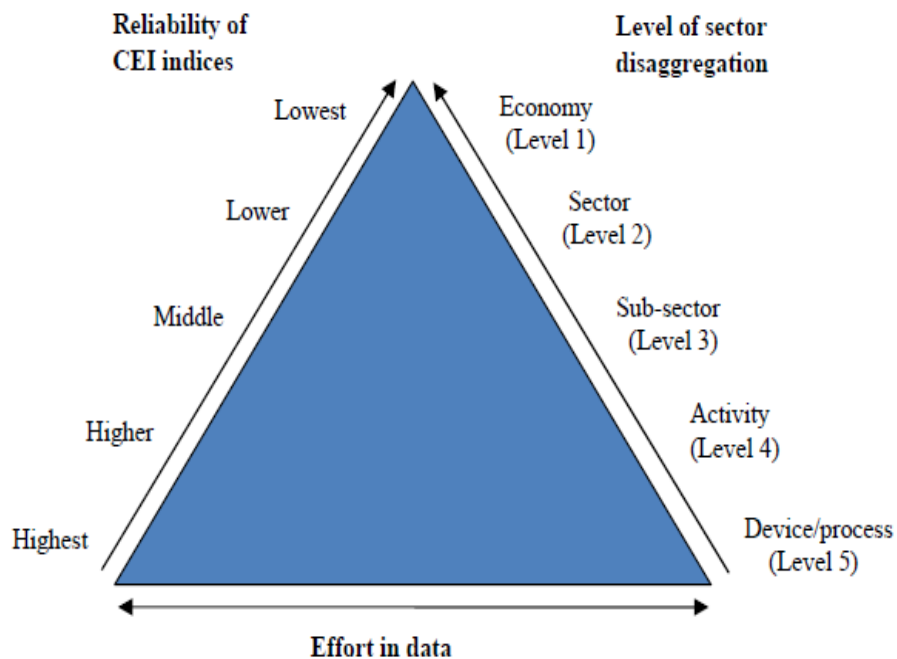 Reliability of
CEI indices
Level of sector
disaggregation
Lowest
Economy
(Level 1)
Lower
Sector
(Level 2)
Middle
Sub-sector
(Level 3)
Higher
Activity
(Level 4)
Highest
Device/process
(Level 5)
Effort in data